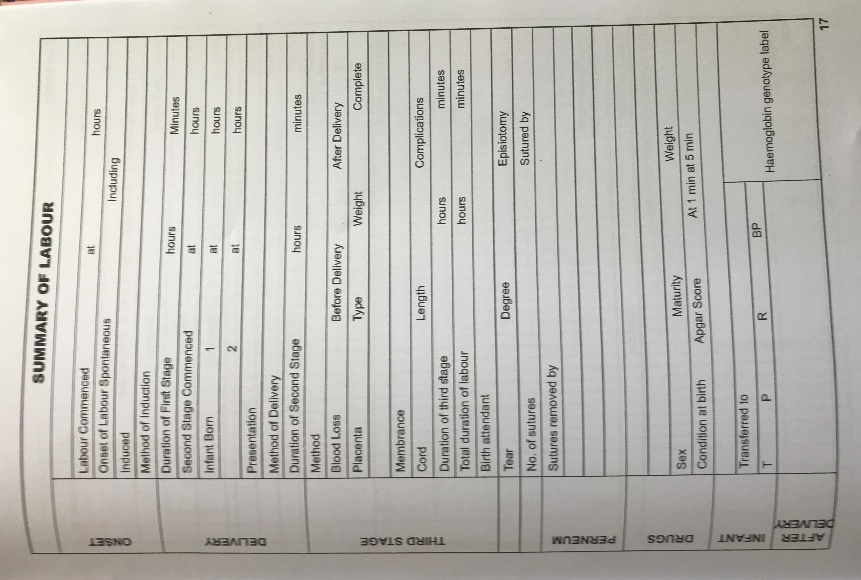 SUMMARY OF LABOUR
ONSET
Labour Commenced at hours
Onset of Labour Spontaneous Including
Induced
Method of Induction
DELIVERY
Duration of First Stage hours Minutes
Second Stage Commenced at hours
Infant Born 1 at hours
2 at hours
Presentation
Method of Delivery
Duration of Second Stage hours minutes
THIRD STAGE
Method
Blood Loss Before Delivery After Delivery
Placenta Type Weight Complete
Membrance
Cord Length Complications
Duration of third stage hours minutes
Total duration of labour hours minutes
Birth attendant
PERNEUM
Tear Degree Episiotomy
No. of sutures Sutured by
Sutures removed by
DRUGS
INFANT
Sex Maturity Weight
Condition at birth Apgar Score At 1 min at 5 min
AFTER DELIVERY
Transferred to
T P R BP
Haemoglobin genotype label
17